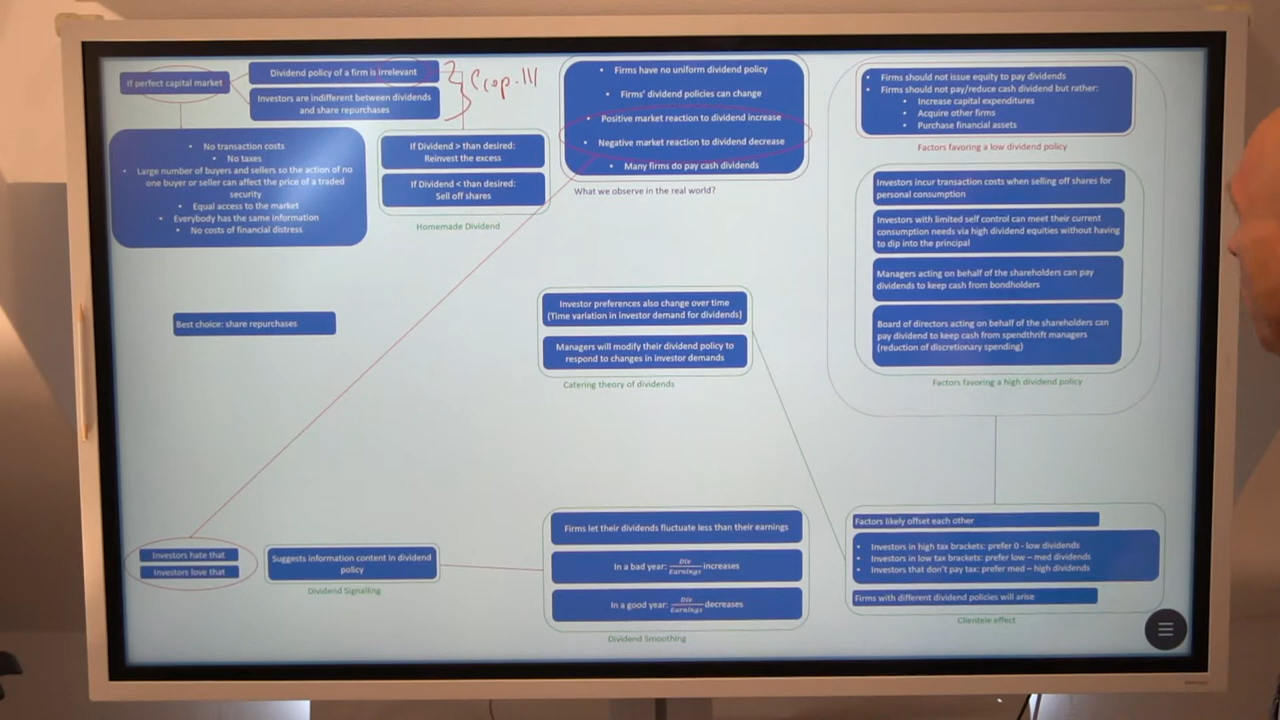 If perfect capital market
Dividend policy of a firm is irrelevant
Investors are indifferent between dividends
and share repurchases
Prop. III
• No transaction costs
• No taxes
• Large number of buyers and sellers so the action of no
one buyer or seller can affect the price of a traded
security
• Equal access to the market
• Everybody has the same information
• No costs of financial distress
If Dividend > than desired:
Reinvest the excess
If Dividend < than desired:
Sell off shares
Homemade Dividend
• Firms have no uniform dividend policy
• Firms' dividend policies can change
• Positive market reaction to dividend increase
• Negative market reaction to dividend decrease
• Many firms do pay cash dividends
What we observe in the real world?
• Firms should not issue equity to pay dividends
• Firms should not pay/reduce cash dividend but rather:
• Increase capital expenditures
• Acquire other firms
• Purchase financial assets
Factors favoring a low dividend policy
Investors incur transaction costs when selling off shares for
personal consumption
Investors with limited self control can meet their current
consumption needs via high dividend equities without having
to dip into the principal
Managers acting on behalf of the shareholders can pay
dividends to keep cash from bondholders
Board of directors acting on behalf of the shareholders can
pay dividend to keep cash from spendthrift managers
(reduction of discretionary spending)
Factors favoring a high dividend policy
Best choice: share repurchases
Investor preferences also change over time
(Time variation in investor demand for dividends)
Managers will modify their dividend policy to
respond to changes in investor demands
Catering theory of dividends
Investors hate that
Investors love that
Suggests information content in dividend
policy
Dividend Signalling
Firms let their dividends fluctuate less than their earnings
In a bad year: Div/Earnings increases
In a good year: Div/Earnings decreases
Dividend Smoothing
Factors likely offset each other
• Investors in high tax brackets: prefer 0 - low dividends
• Investors in low tax brackets: prefer low – med dividends
• Investors that don't pay tax: prefer med – high dividends
Firms with different dividend policies will arise
Clientele effect